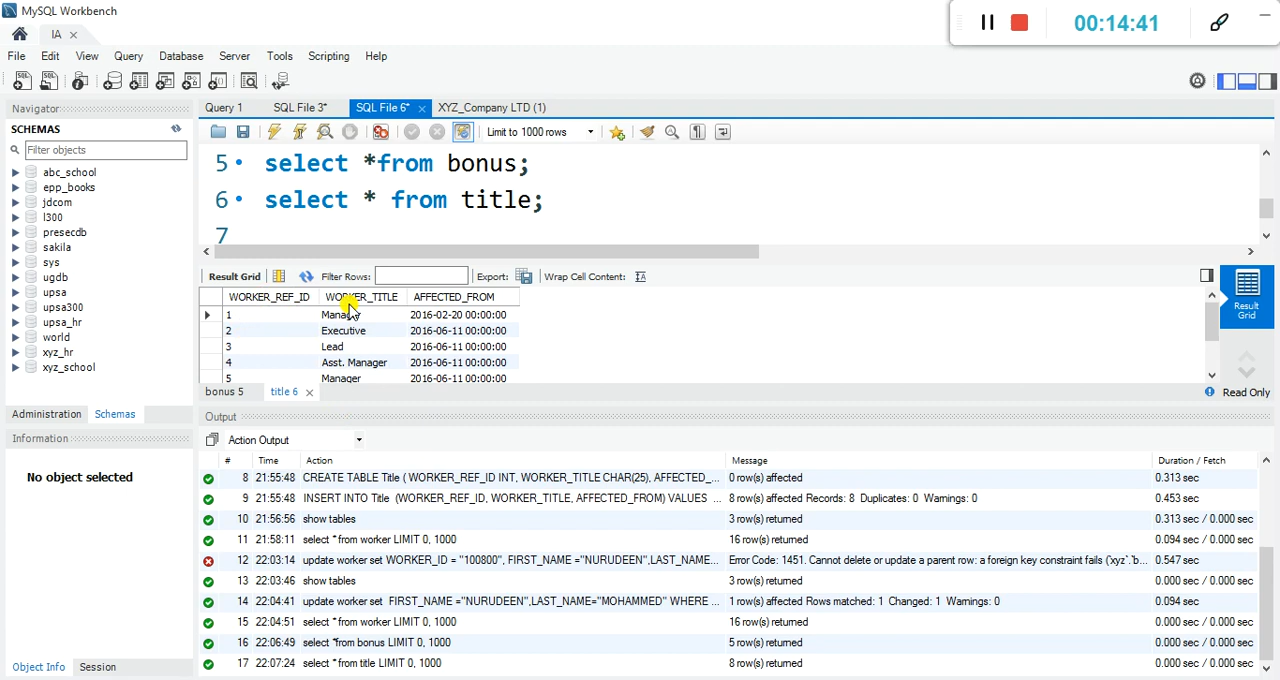 MySQL Workbench
00:14:41
IA
File Edit View Query Database Server Tools Scripting Help
Navigator
Query 1 SQL File 3* SQL File 6* XYZ_Company LTD (1)
SCHEMAS
Limit to 1000 rows
Filter objects
abc_school
epp_books
jdcom
l300
presecdb
sakila
sys
ugdb
upsa
upsa300
upsa_hr
world
xyz_hr
xyz_school
5 select *from bonus;
6 select * from title;
7
Result Grid Filter Rows: Export: Wrap Cell Content:
WORKER_REF_ID WORKER_TITLE AFFECTED_FROM
1 Manager 2016-02-20 00:00:00
2 Executive 2016-06-11 00:00:00
3 Lead 2016-06-11 00:00:00
4 Asst. Manager 2016-06-11 00:00:00
5 Manager 2016-06-11 00:00:00
Result
Grid
bonus 5 title 6 Read Only
Administration Schemas
Information
No object selected
Object Info Session
Output
Action Output
# Time Action Message Duration / Fetch
8 21:55:48 CREATE TABLE Title ( WORKER_REF_ID INT, WORKER_TITLE CHAR(25), AFFECTED_... 0 row(s) affected 0.313 sec
9 21:55:48 INSERT INTO Title (WORKER_REF_ID, WORKER_TITLE, AFFECTED_FROM) VALUES ... 8 row(s) affected Records: 8 Duplicates: 0 Warnings: 0 0.453 sec
10 21:56:56 show tables 3 row(s) returned 0.313 sec / 0.000 sec
11 21:58:11 select * from worker LIMIT 0, 1000 16 row(s) returned 0.094 sec / 0.000 sec
12 22:03:14 update worker set WORKER_ID = "100800", FIRST_NAME ="NURUDEEN",LAST_NAME... Error Code: 1451. Cannot delete or update a parent row: a foreign key constraint fails (`xyz`.`b... 0.547 sec
13 22:03:46 show tables 3 row(s) returned 0.000 sec / 0.000 sec
14 22:04:41 update worker set FIRST_NAME ="NURUDEEN",LAST_NAME="MOHAMMED" WHERE ... 1 row(s) affected Rows matched: 1 Changed: 1 Warnings: 0 0.094 sec
15 22:04:51 select * from worker LIMIT 0, 1000 16 row(s) returned 0.000 sec / 0.000 sec
16 22:06:49 select *from bonus LIMIT 0, 1000 5 row(s) returned 0.000 sec / 0.000 sec
17 22:07:24 select * from title LIMIT 0, 1000 8 row(s) returned 0.000 sec / 0.000 sec